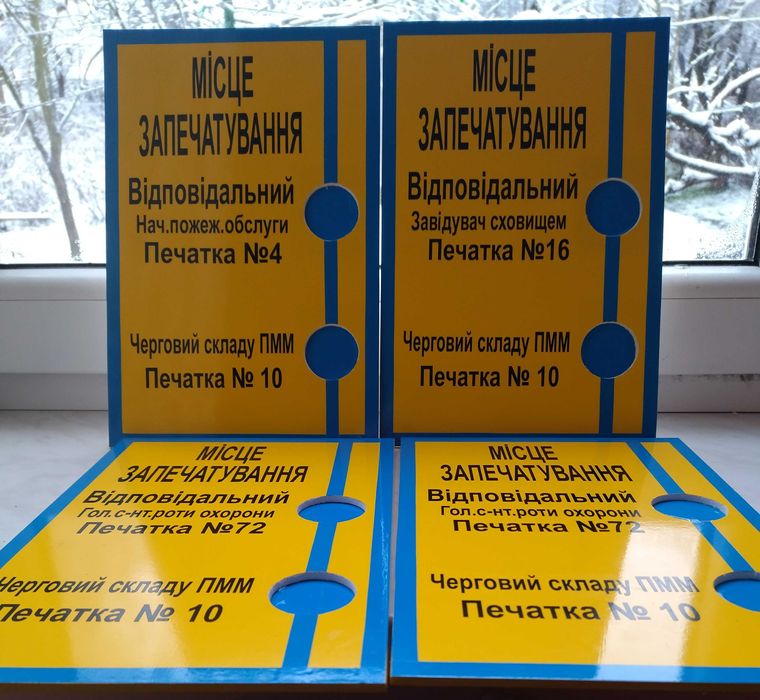 МІСЦЕ
ЗАПЕЧАТУВАННЯ
Відповідальний
Нач.пожеж.обслуги
Печатка №4
Черговий складу ПММ
Печатка № 10
МІСЦЕ
ЗАПЕЧАТУВАННЯ
Відповідальний
Завідувач сховищем
Печатка №16
Черговий складу ПММ
Печатка № 10
МІСЦЕ
ЗАПЕЧАТУВАННЯ
Відповідальний
Гол.с-нт.роти охорони
Печатка №72
Черговий складу ПММ
Печатка № 10
МІСЦЕ
ЗАПЕЧАТУВАННЯ
Відповідальний
Гол.с-нт.роти охорони
Печатка №72
Черговий складу ПММ
Печатка № 10